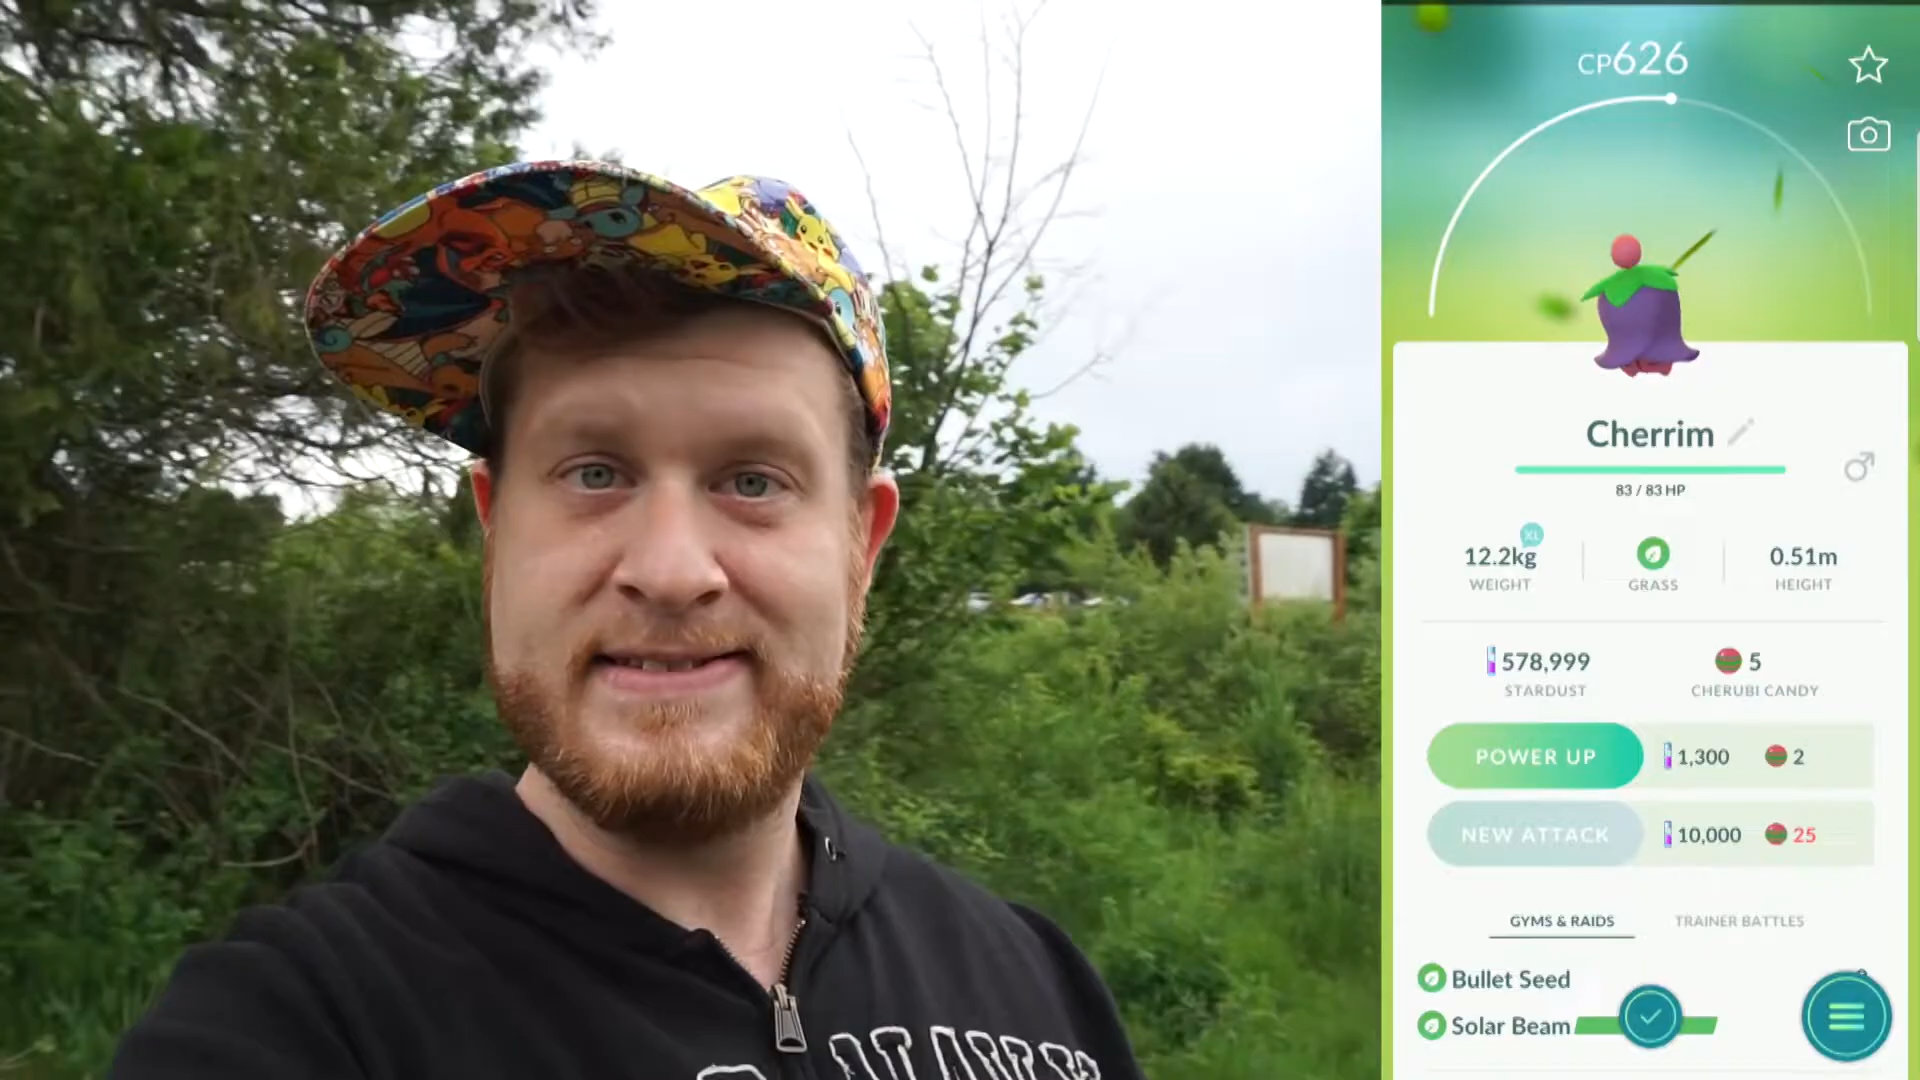 CP626
Cherrim
83 / 83 HP
XL
12.2kg
WEIGHT
GRASS
0.51m
HEIGHT
578,999
STARDUST
5
CHERUBI CANDY
POWER UP
1,300
2
NEW ATTACK
10,000
25
GYMS & RAIDS
TRAINER BATTLES
Bullet Seed
Solar Beam